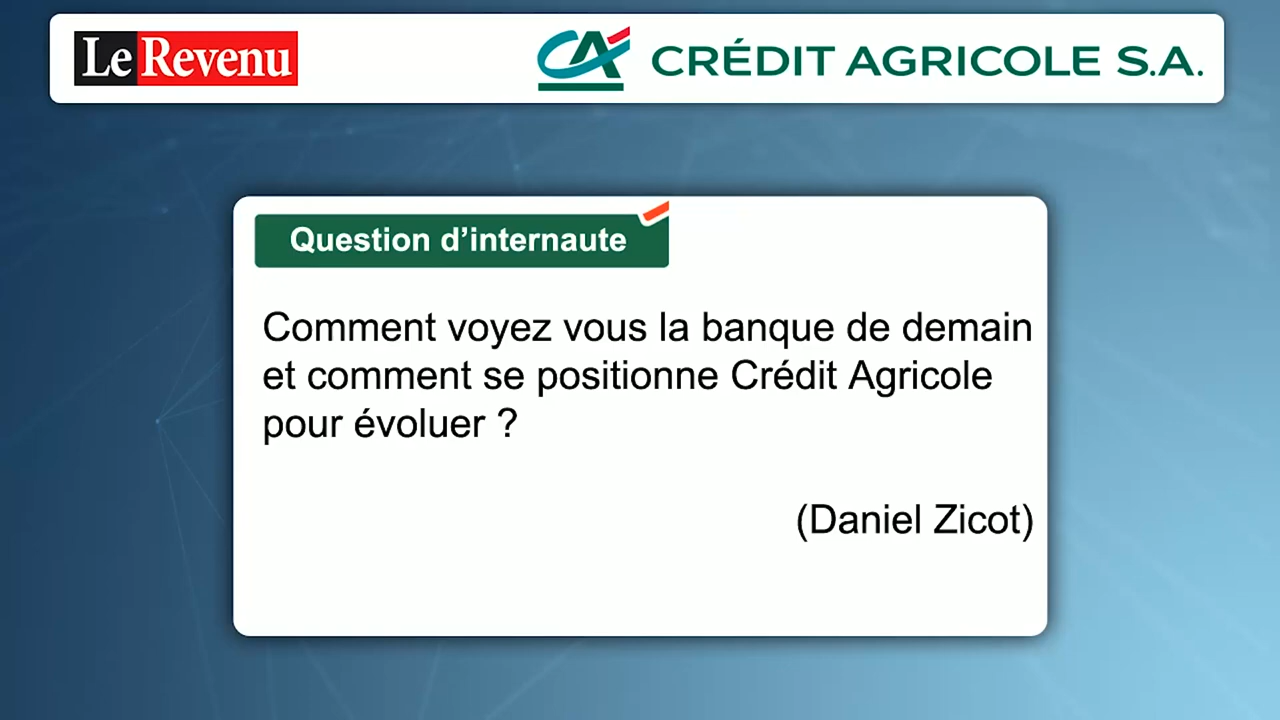 Le Revenu
CA CRÉDIT AGRICOLE S.A.
Question d’internaute
Comment voyez vous la banque de demain
et comment se positionne Crédit Agricole
pour évoluer ?
(Daniel Zicot)